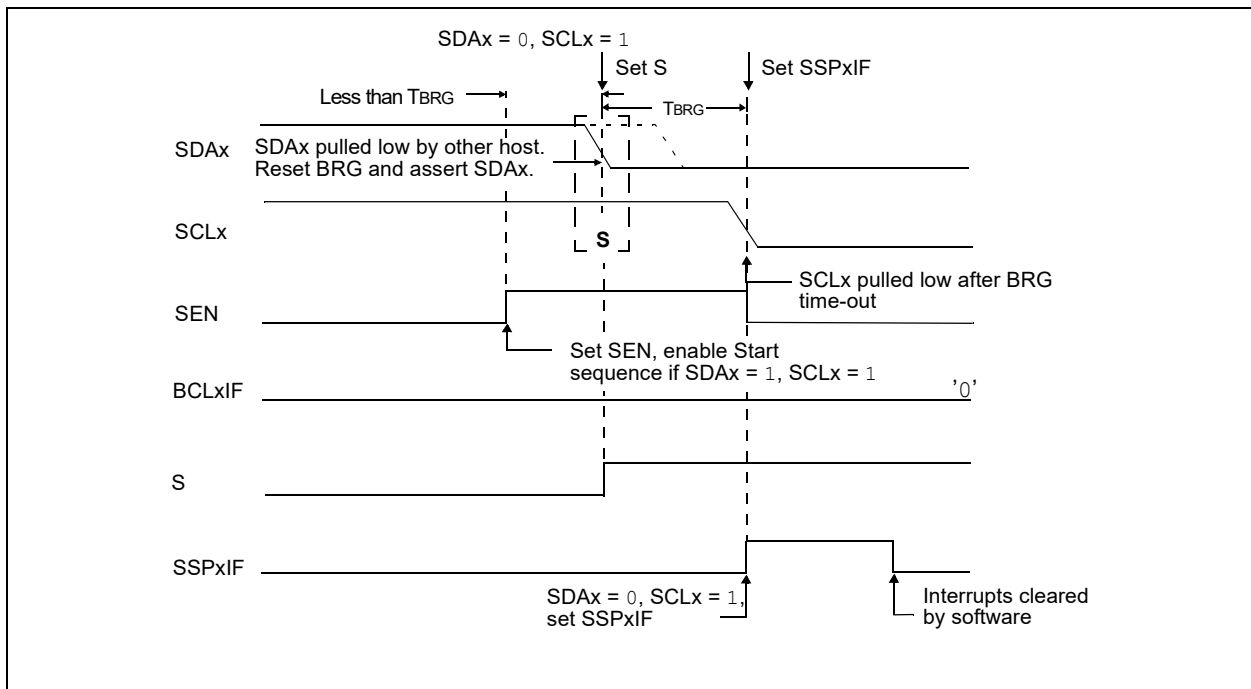 SDAx = 0, SCLx = 1
Set S
Set SSPxIF
Less than TBRG
TBRG
SDAx
SDAx pulled low by other host.
Reset BRG and assert SDAx.
SCLx
S
SCLx pulled low after BRG
time-out
SEN
Set SEN, enable Start
sequence if SDAx = 1, SCLx = 1
BCLxIF
’0’
S
SSPxIF
SDAx = 0, SCLx = 1,
set SSPxIF
Interrupts cleared
by software